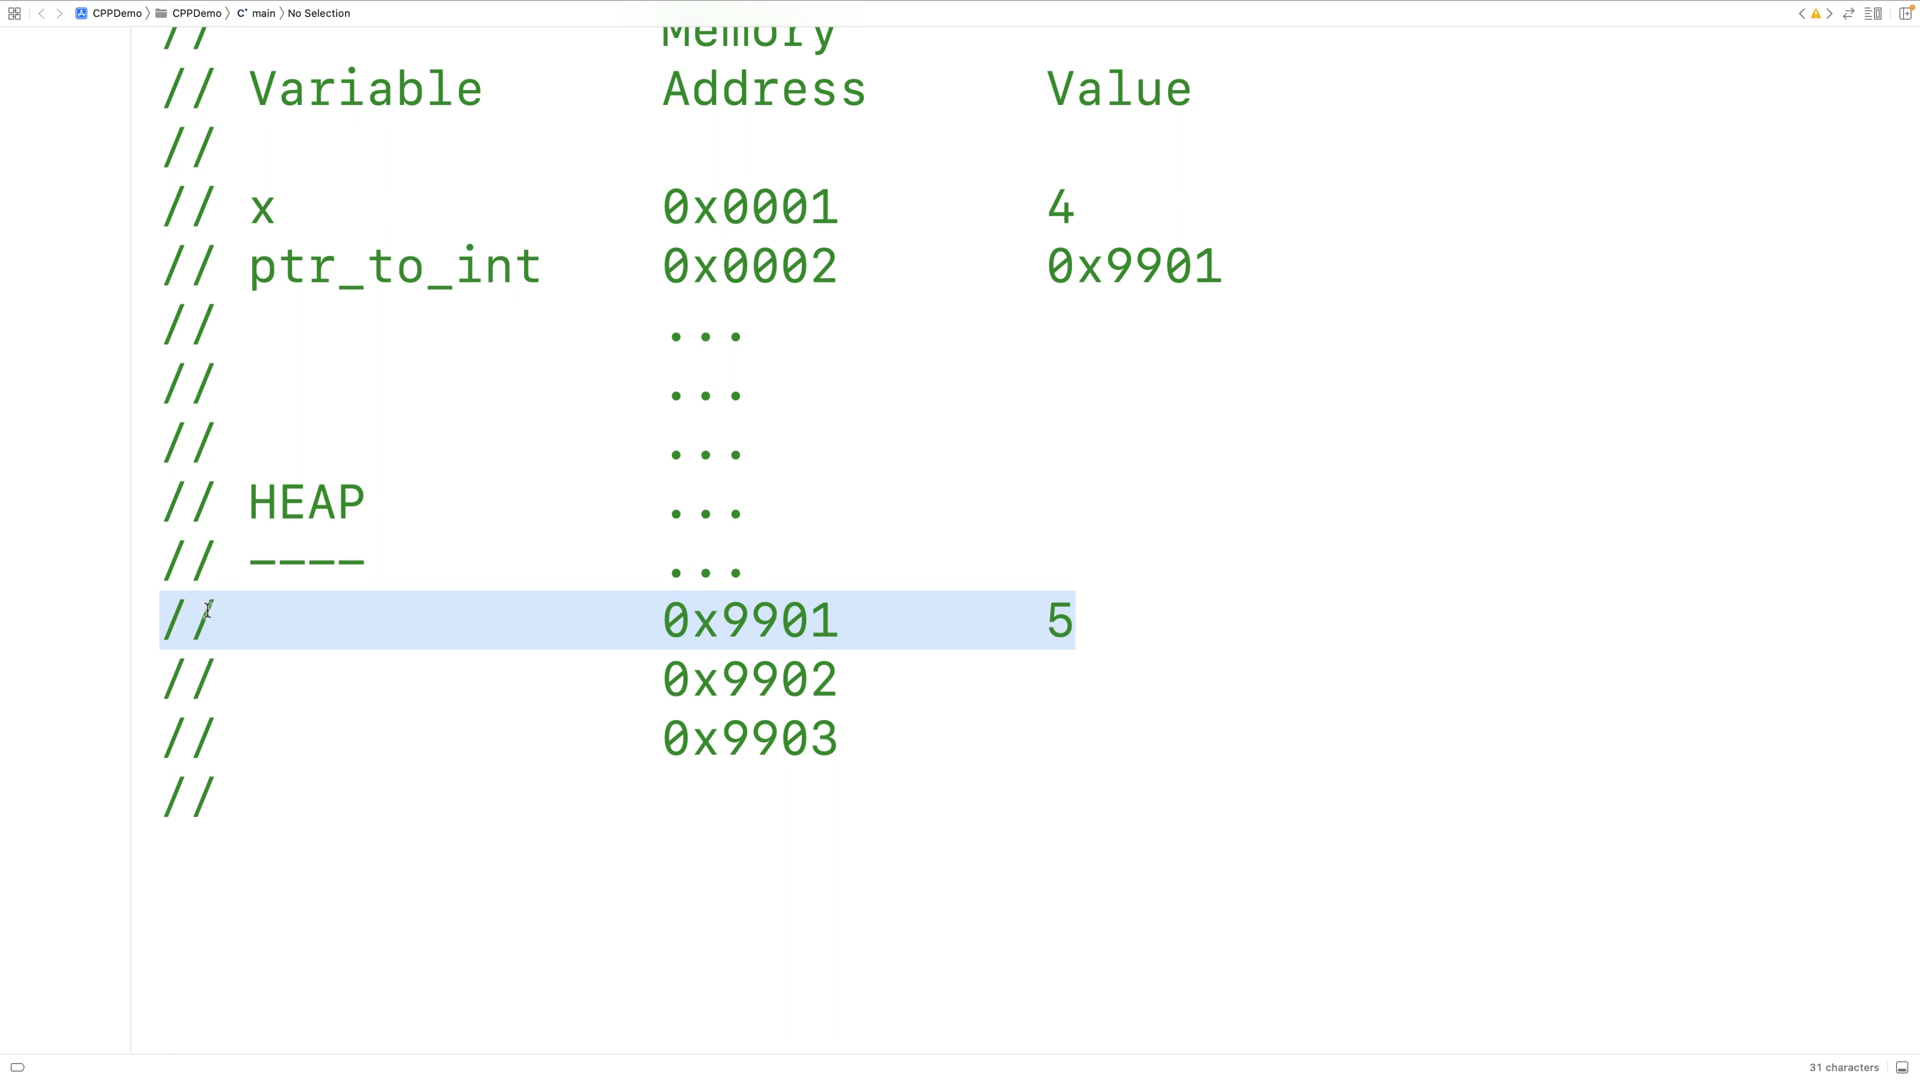 CPPDemo CPPDemo C+ main No Selection
// Memory
// Variable Address Value
//
// x 0x0001 4
// ptr_to_int 0x0002 0x9901
// ...
// ...
// ...
// HEAP ...
// ---- ...
// 0x9901 5
// 0x9902
// 0x9903
//
31 characters